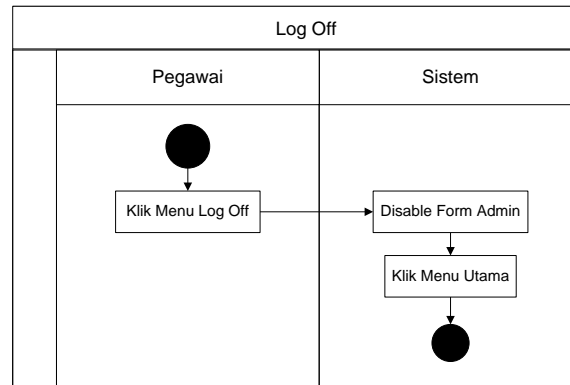 Log Off
Pegawai
Sistem
Klik Menu Log Off
Disable Form Admin
Klik Menu Utama